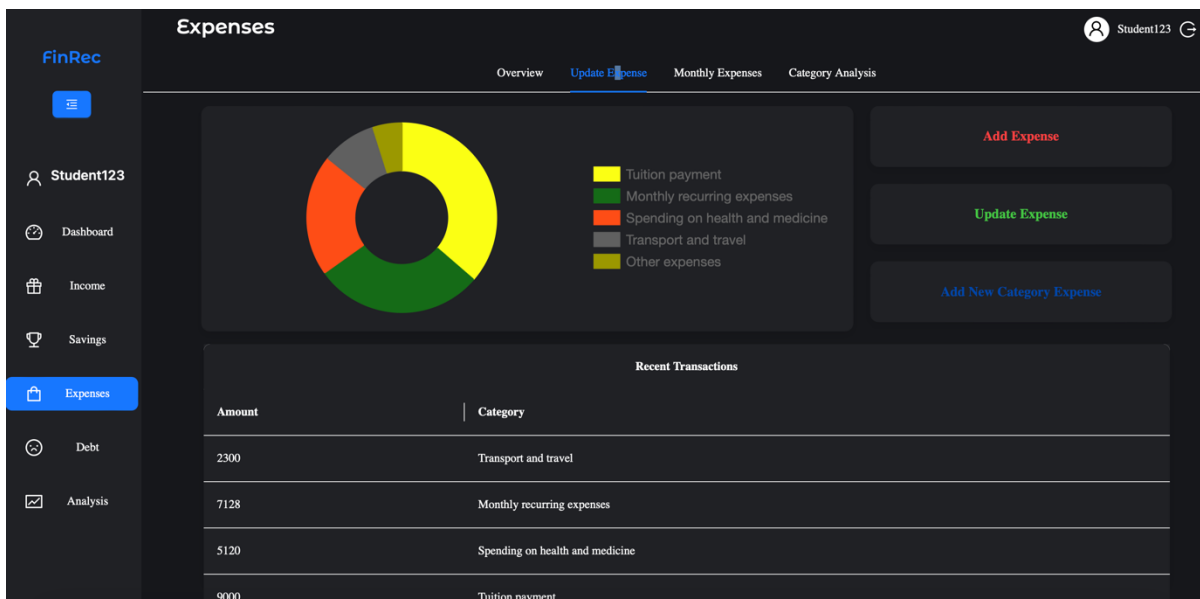 Expenses
Student123
FinRec
Overview Update Expense Monthly Expenses Category Analysis
Student123
Dashboard
Income
Savings
Expenses
Debt
Analysis
Tuition payment
Monthly recurring expenses
Spending on health and medicine
Transport and travel
Other expenses
Add Expense
Update Expense
Add New Category Expense
Recent Transactions
Amount Category
2300 Transport and travel
7128 Monthly recurring expenses
5120 Spending on health and medicine
9000 Tuition payment